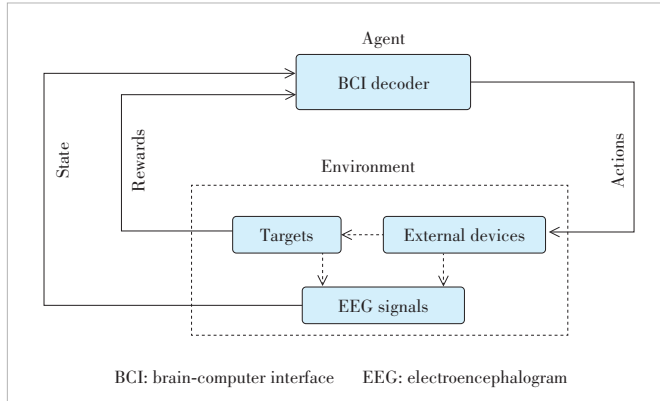 Agent
BCI decoder
State
Rewards
Actions
Environment
Targets
External devices
EEG signals
BCI: brain-computer interface EEG: electroencephalogram